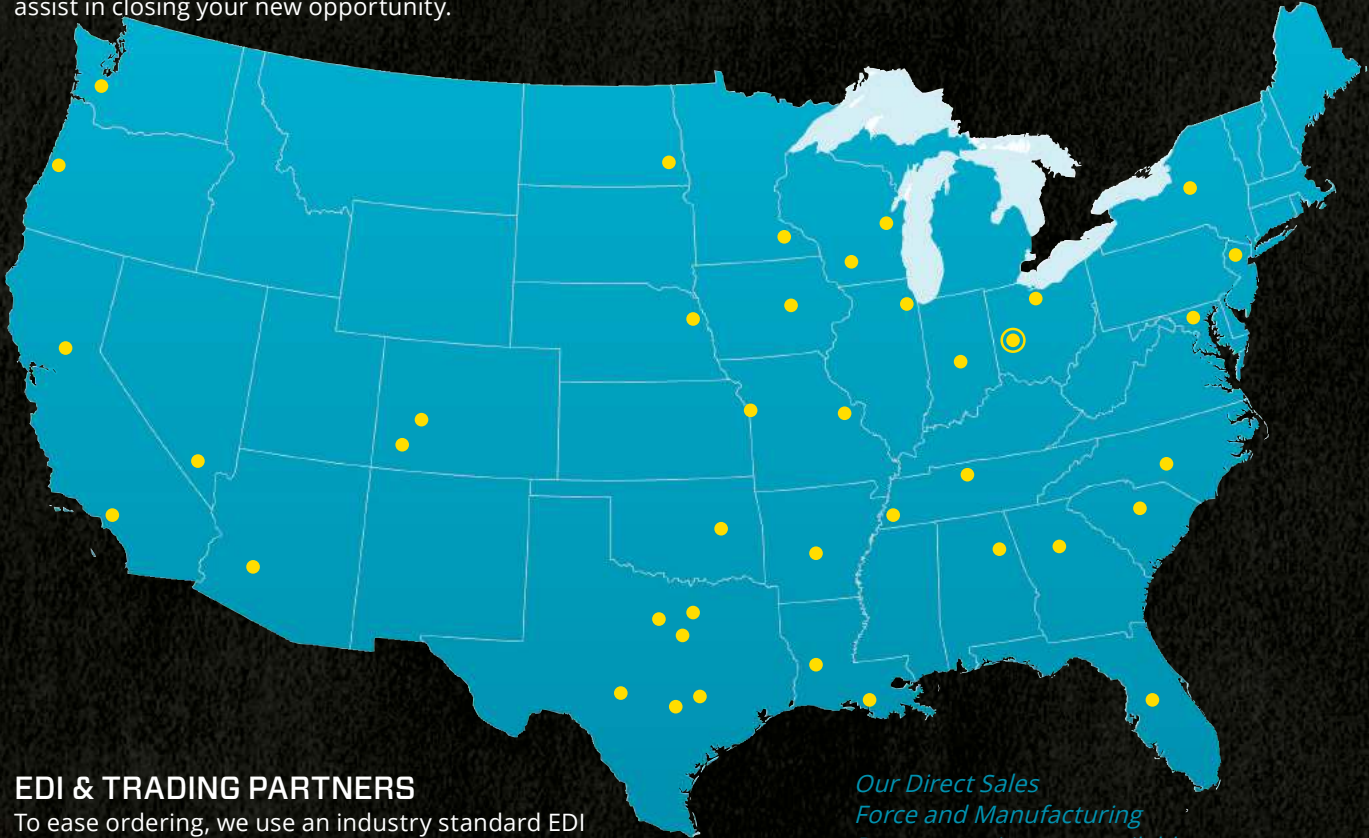 assist in closing your new opportunity.
EDI & TRADING PARTNERS
To ease ordering, we use an industry standard EDI
Our Direct Sales
Force and Manufacturing